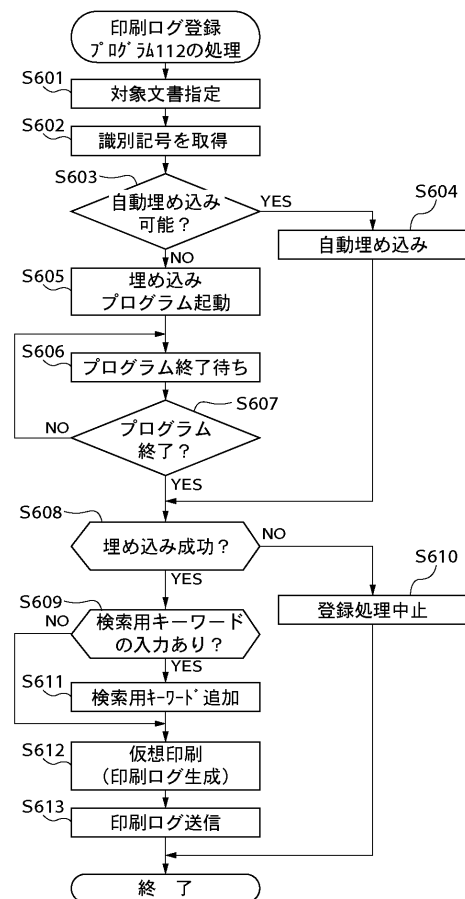 印刷ログ登録
プログラム112の処理
S601
対象文書指定
S602
識別記号を取得
S603
自動埋め込み
可能？
YES
S604
自動埋め込み
NO
S605
埋め込み
プログラム起動
S606
プログラム終了待ち
S607
NO
プログラム
終了？
YES
S608
埋め込み成功？
NO
S610
登録処理中止
YES
S609
NO
検索用キーワード
の入力あり？
YES
S611
検索用ｷｰﾜｰﾄﾞ追加
S612
仮想印刷
（印刷ログ生成）
S613
印刷ログ送信
終 了